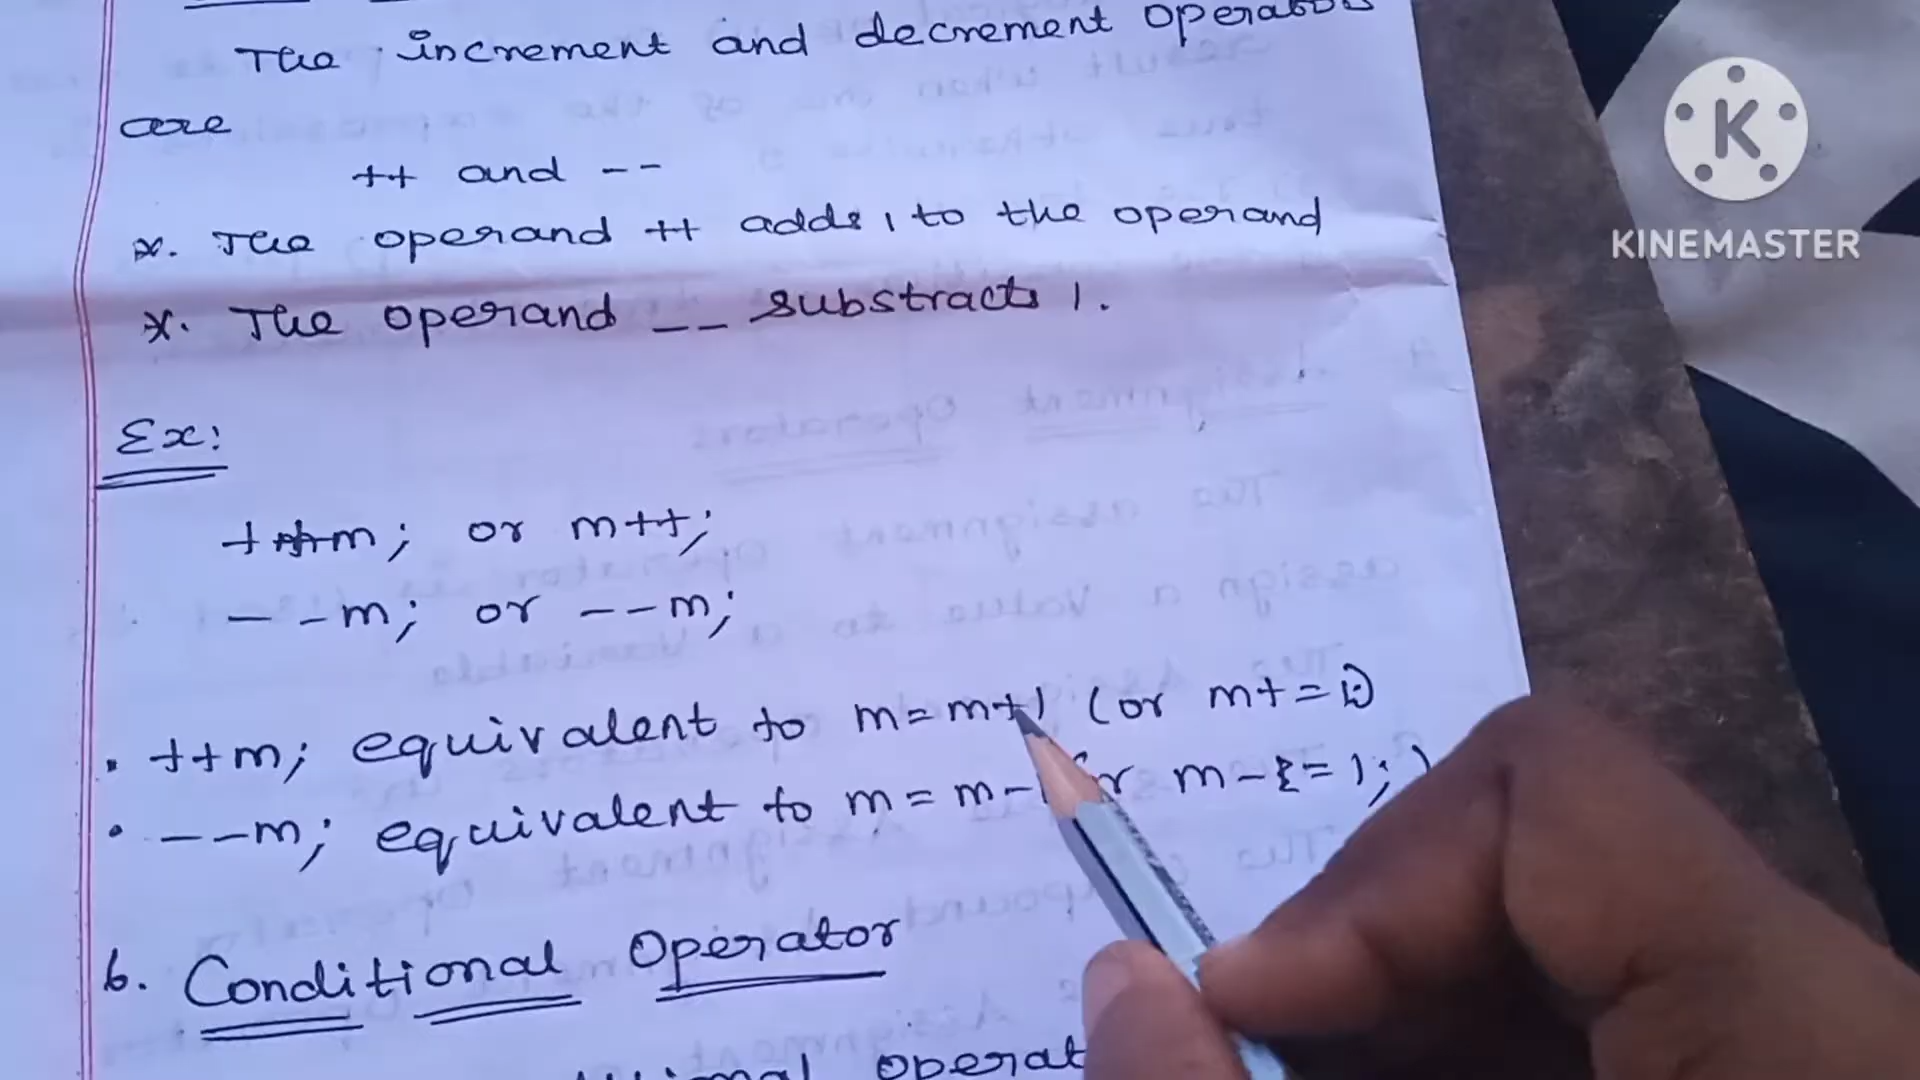 The increment and decrement operators
are
++ and --
x. The operand ++ adds 1 to the operand
x. The operand -- substracts 1.
Ex:
++m; or m++;
--m; or --m;
. ++m; equivalent to m=m+1 (or m+=1;)
. --m; equivalent to m=m- or m-=1;)
6. Conditional Operator
operat
K
KINEMASTER